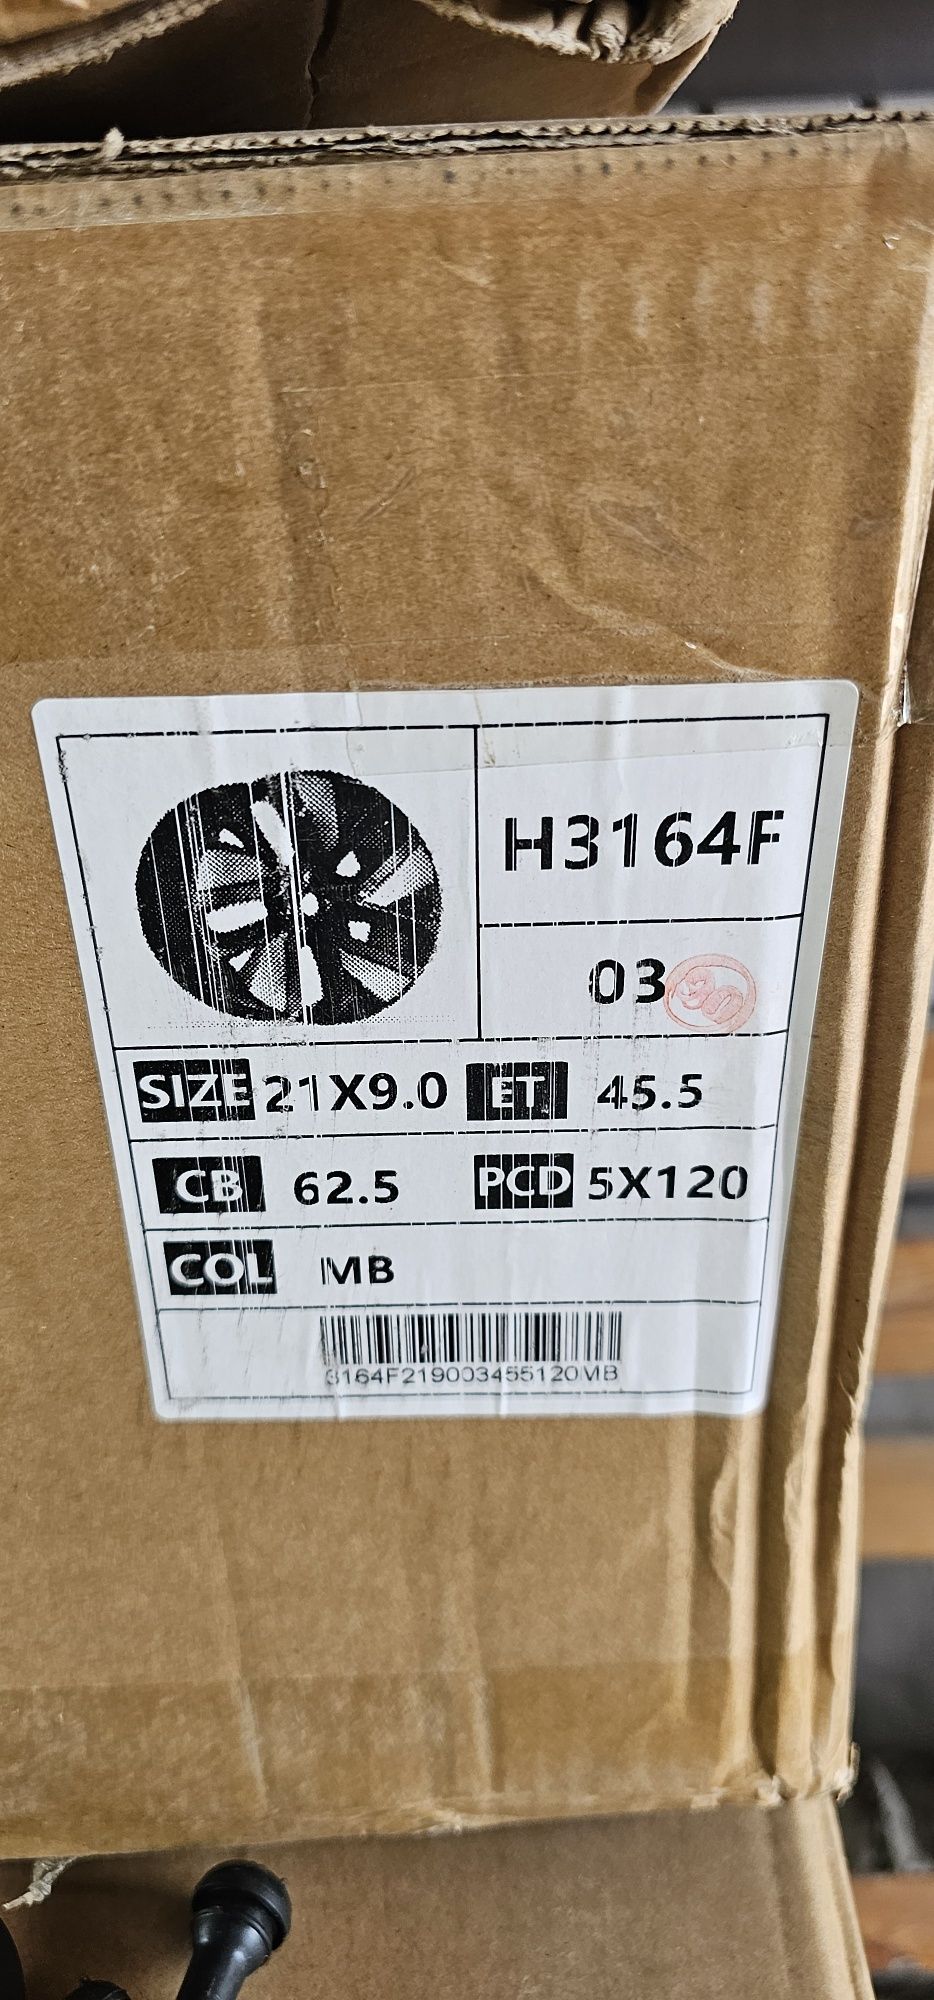 H3164F
03
SIZE 21X9.0 ET 45.5
CB 62.5 PCD 5X120
COL MB
3164F219003455120MB